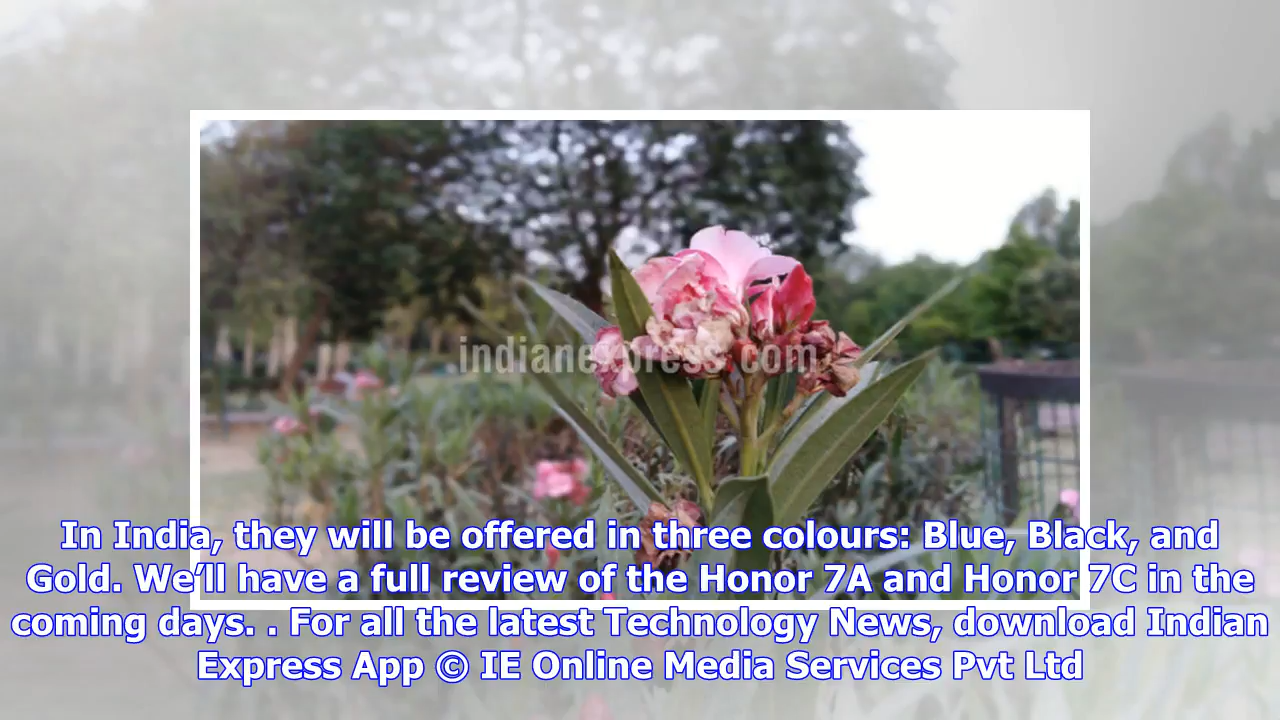 indianexpress.com
In India, they will be offered in three colours: Blue, Black, and
Gold. We’ll have a full review of the Honor 7A and Honor 7C in the
coming days. . For all the latest Technology News, download Indian
Express App © IE Online Media Services Pvt Ltd